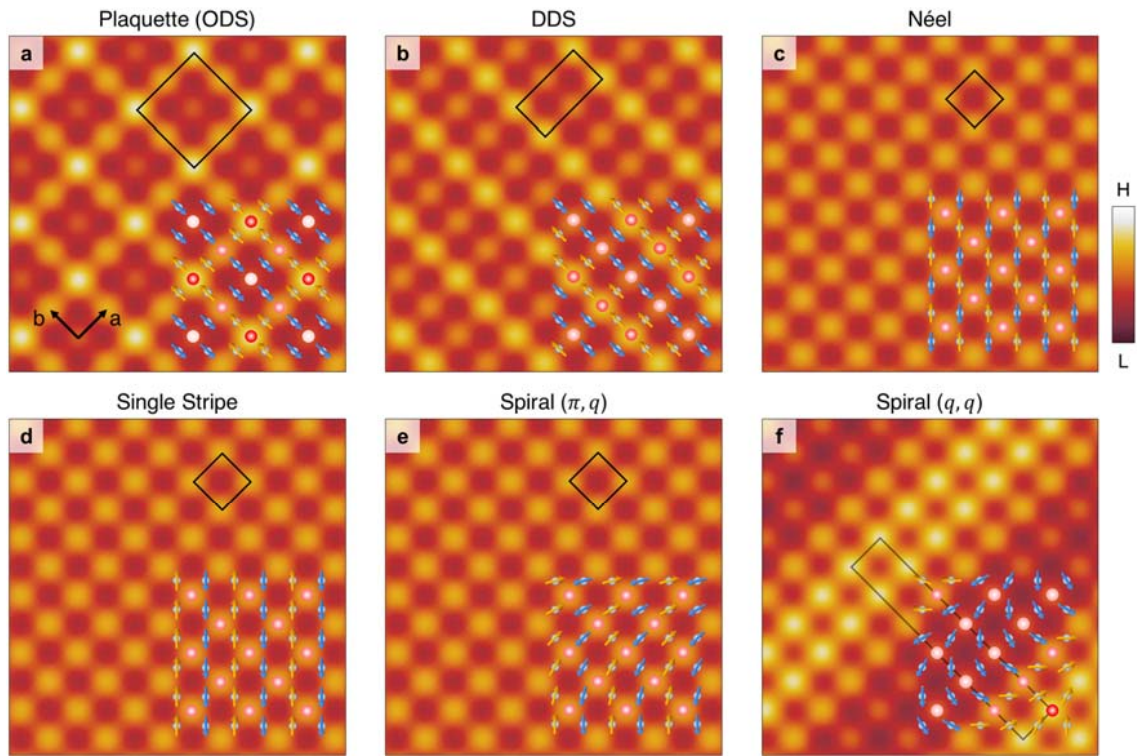 Plaquette (ODS)
DDS
Néel
a
b
c
b
a
H
L
Single Stripe
Spiral (π, q)
Spiral (q, q)
d
e
f